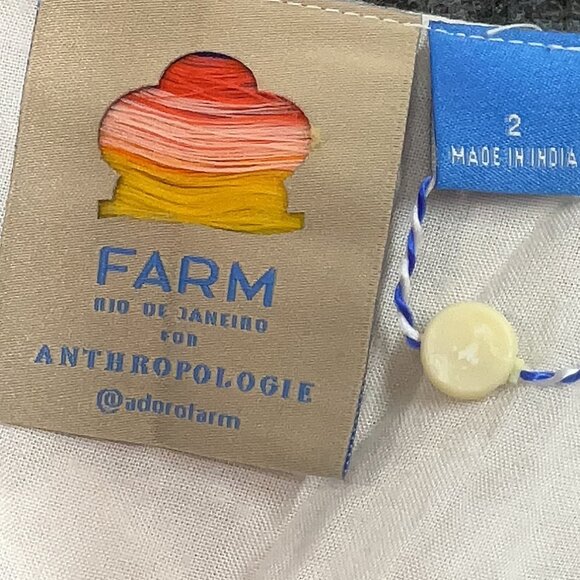 FARM
RIO DE JANEIRO
FOR
ANTHROPOLOGIE
@adorofarm
2
MADE IN INDIA